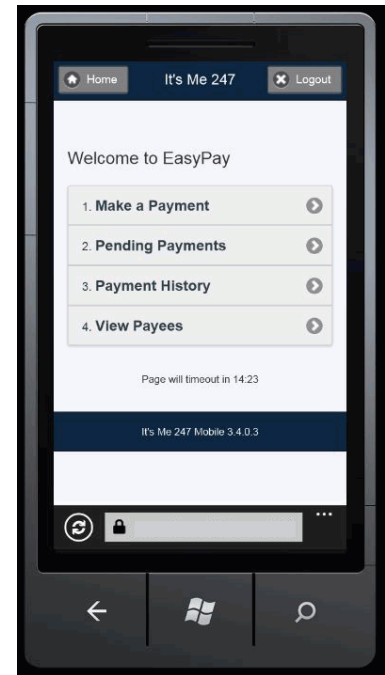 Home It's Me 247 Logout
Welcome to EasyPay
1. Make a Payment
2. Pending Payments
3. Payment History
4. View Payees
Page will timeout in 14:23
It's Me 247 Mobile 3.4.0.3